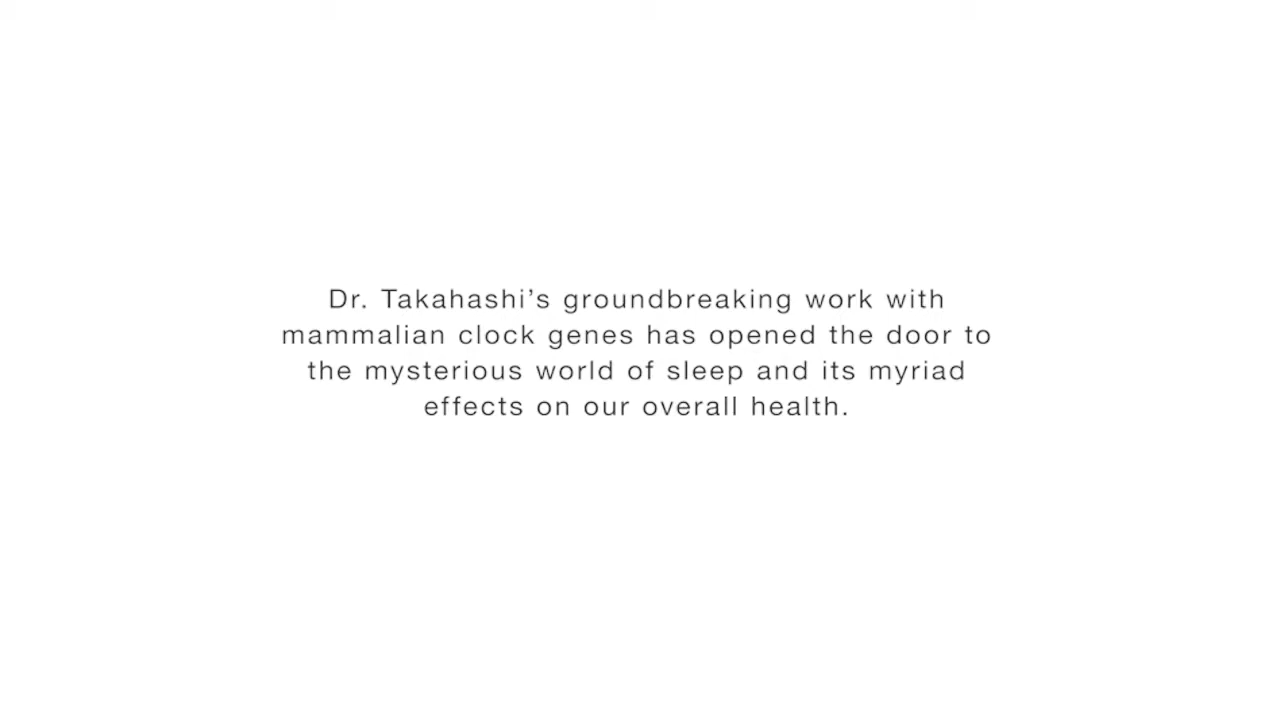 Dr. Takahashi’s groundbreaking work with
mammalian clock genes has opened the door to
the mysterious world of sleep and its myriad
effects on our overall health.